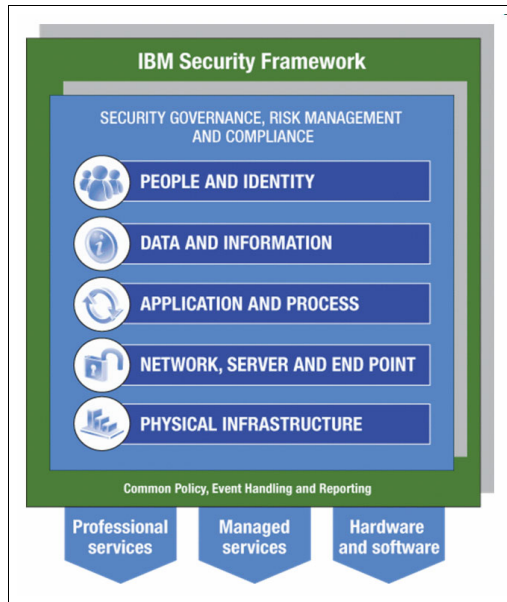 IBM Security Framework
SECURITY GOVERNANCE, RISK MANAGEMENT
AND COMPLIANCE
PEOPLE AND IDENTITY
DATA AND INFORMATION
APPLICATION AND PROCESS
NETWORK, SERVER AND END POINT
PHYSICAL INFRASTRUCTURE
Common Policy, Event Handling and Reporting
Professional
services
Managed
services
Hardware
and software